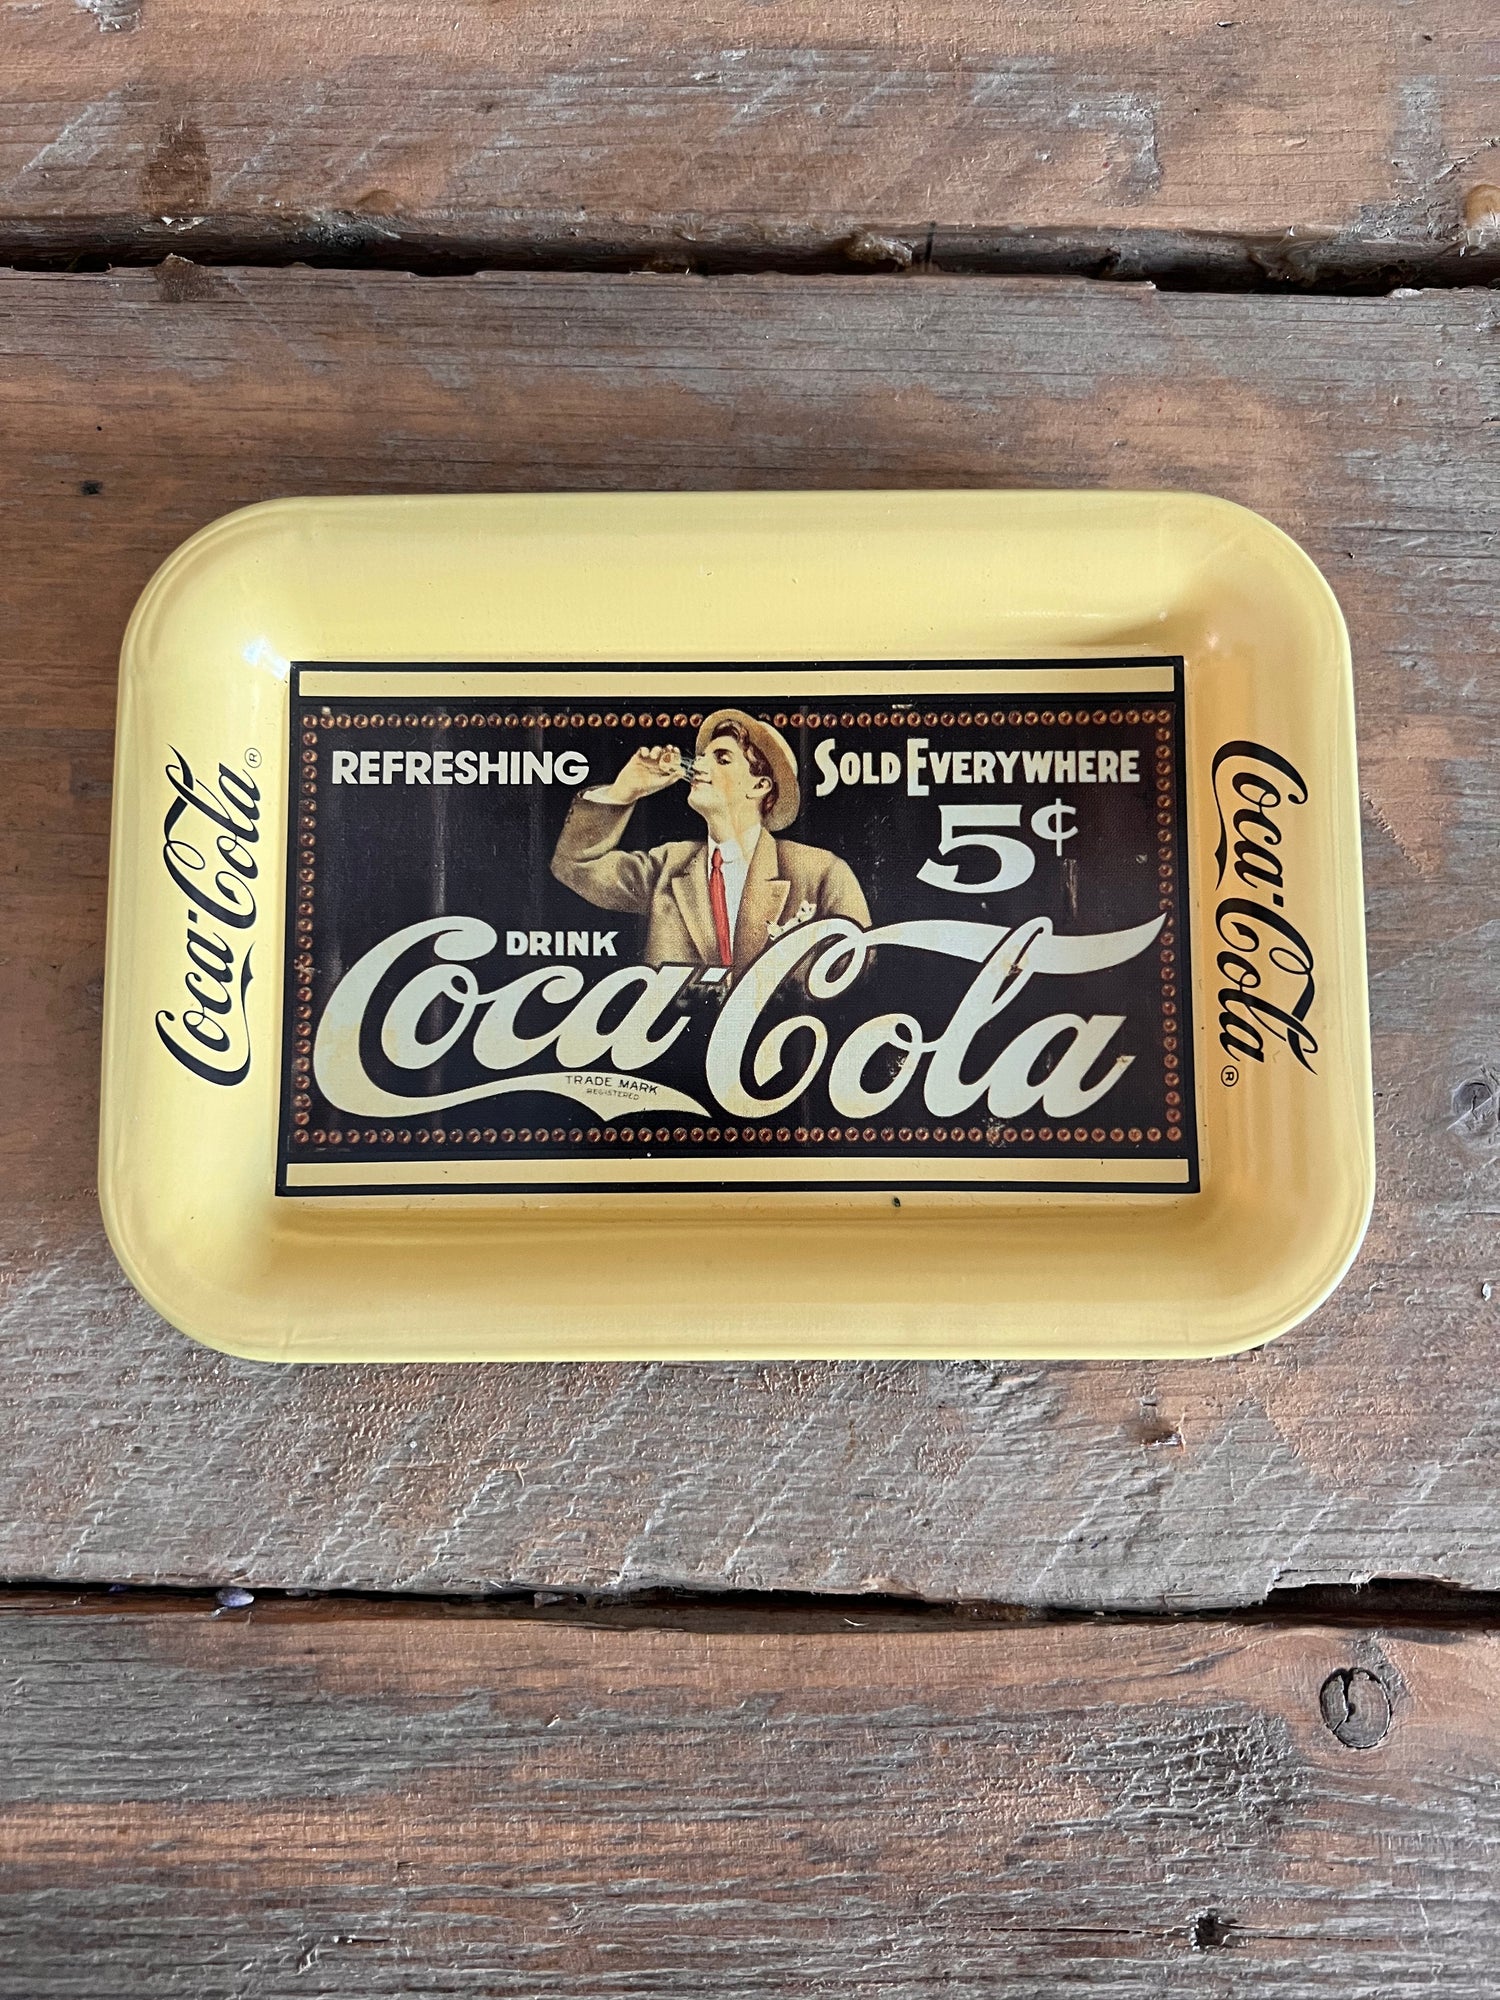 REFRESHING
SOLD EVERYWHERE
5¢
DRINK
Coca-Cola
TRADE MARK
REGISTERED
Coca-Cola®
Coca-Cola®